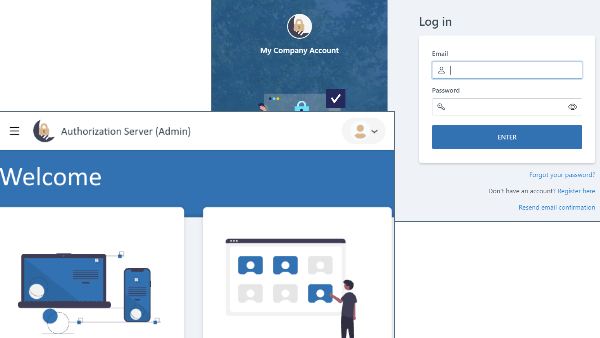 My Company Account
Log in
Email
Password
ENTER
Forgot your password?
Don't have an account? Register here
Resend email confirmation
Authorization Server (Admin)
Welcome